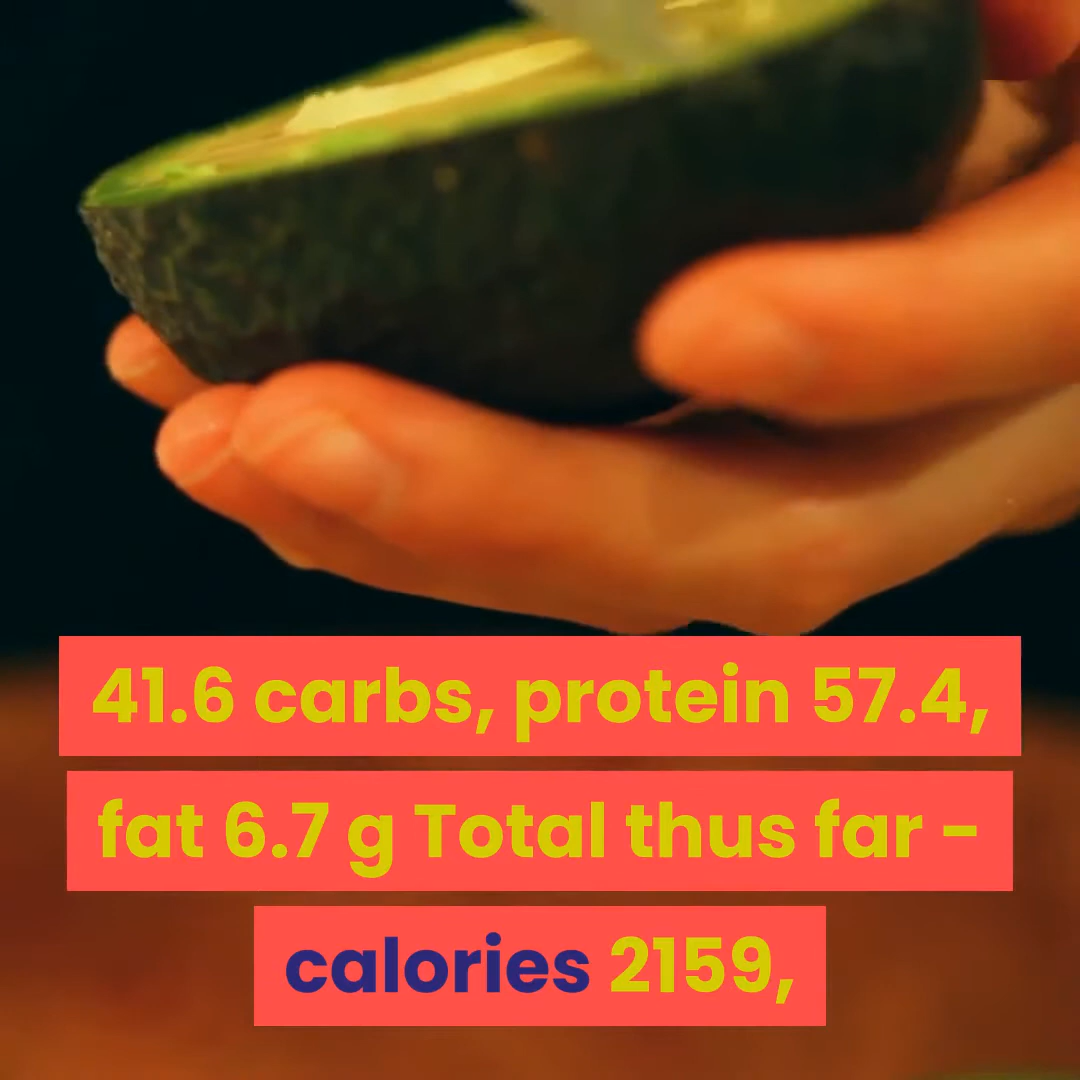 41.6 carbs, protein 57.4,
fat 6.7 g Total thus far -
calories 2159,